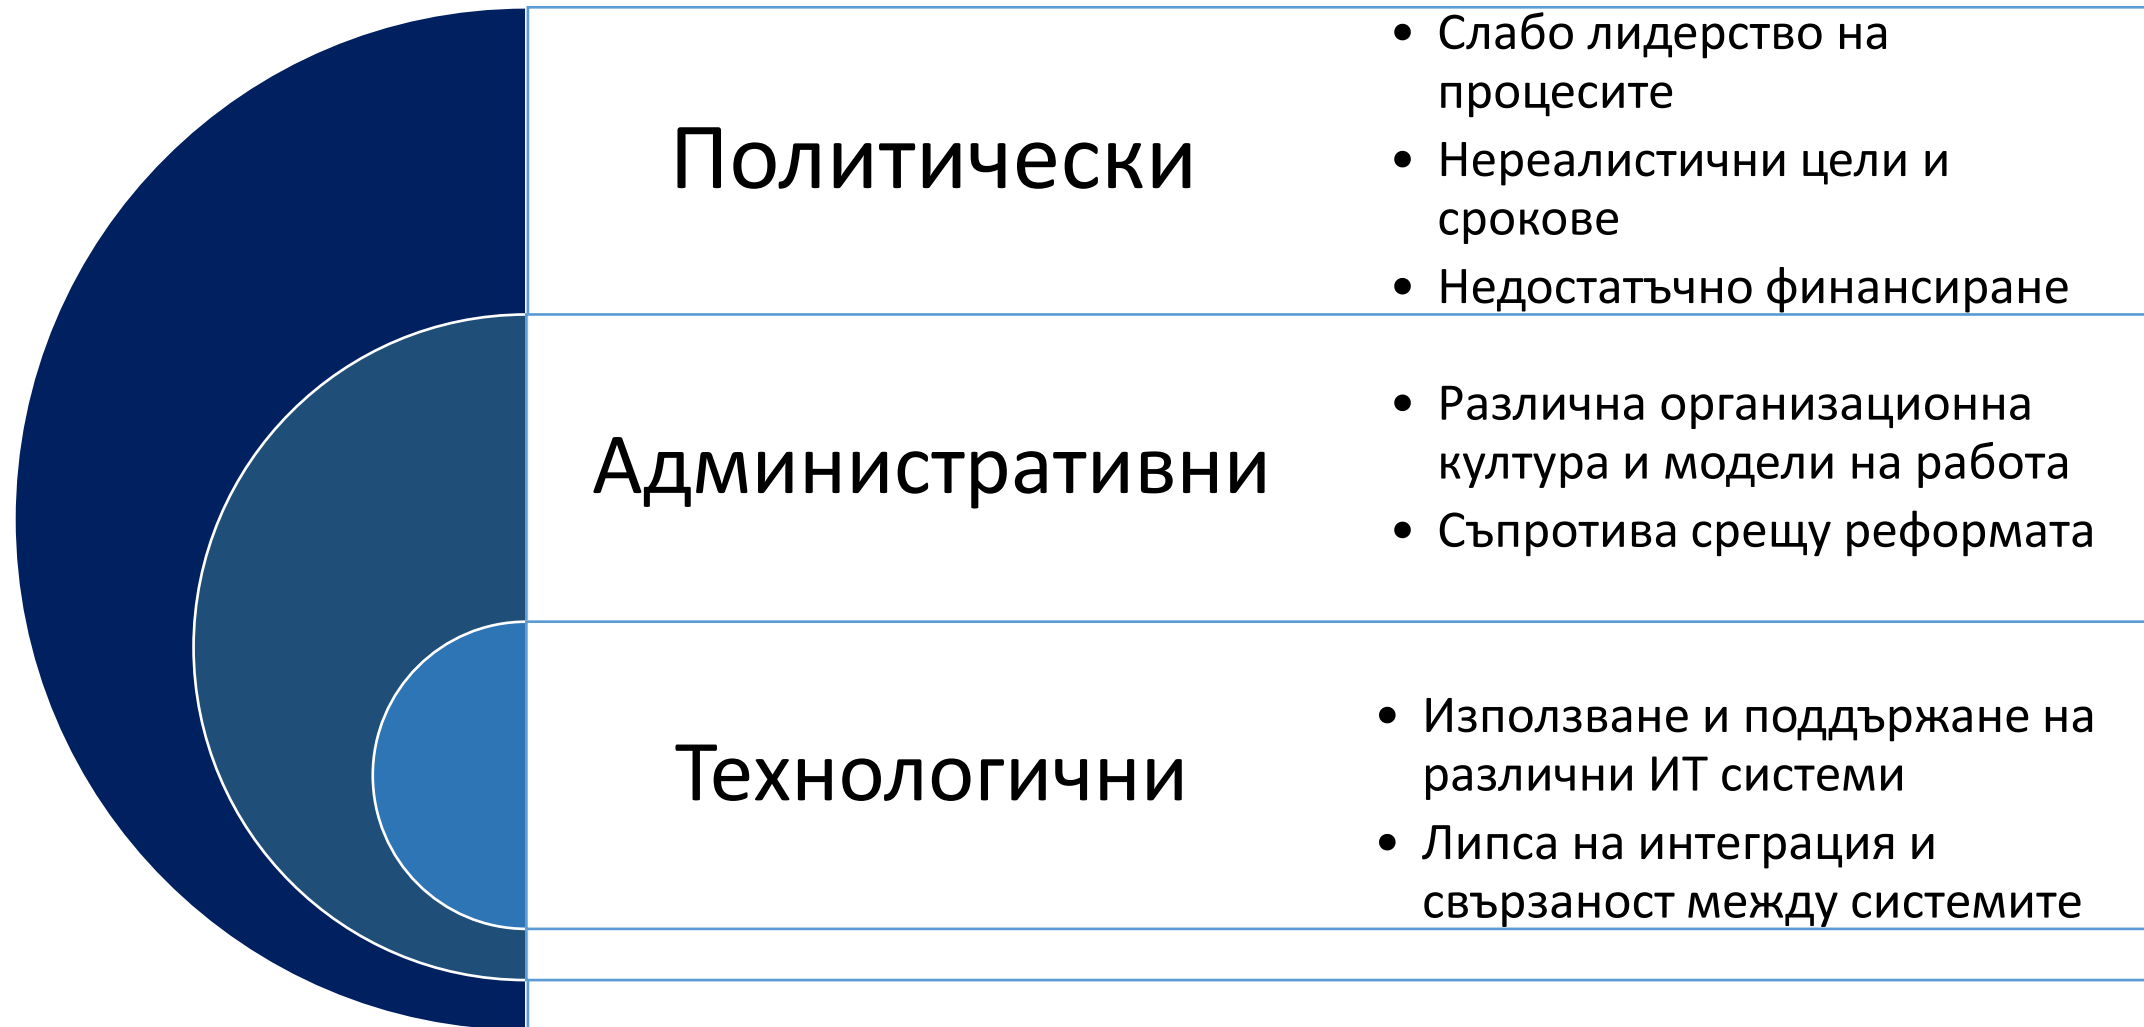 Политически
• Слабо лидерство на
процесите
• Нереалистични цели и
срокове
• Недостатъчно финансиране
Административни
• Различна организационна
култура и модели на работа
• Съпротива срещу реформата
Технологични
• Използване и поддържане на
различни ИТ системи
• Липса на интеграция и
свързаност между системите